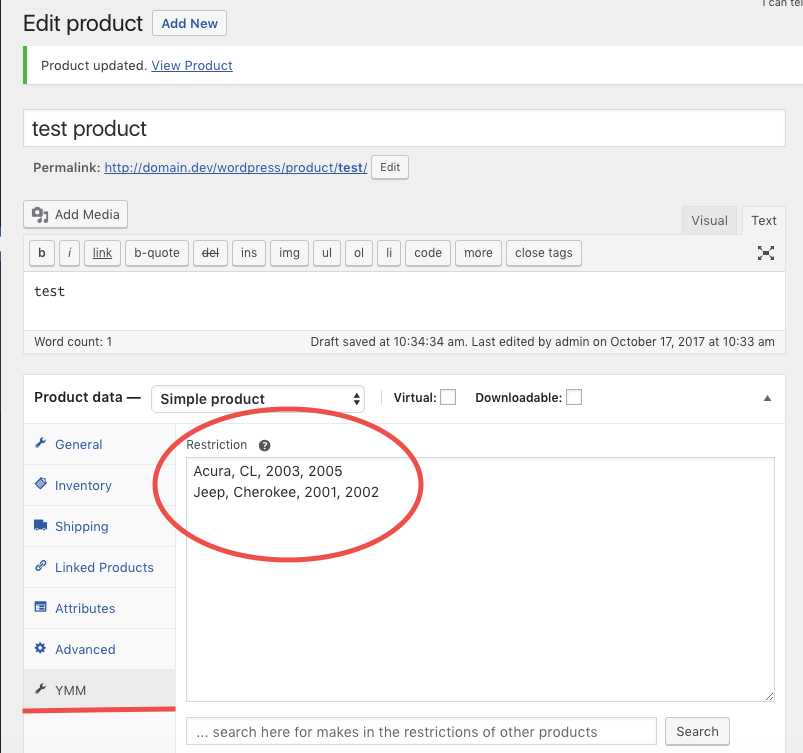 I can tel
Edit product Add New
Product updated. View Product
test product
Permalink: http://domain.dev/wordpress/product/test/ Edit
Add Media
Visual Text
b i link b-quote del ins img ul ol li code more close tags
test
Word count: 1 Draft saved at 10:34:34 am. Last edited by admin on October 17, 2017 at 10:33 am
Product data — Simple product Virtual: Downloadable:
General
Inventory
Shipping
Linked Products
Attributes
Advanced
YMM
Restriction ?
Acura, CL, 2003, 2005
Jeep, Cherokee, 2001, 2002
... search here for makes in the restrictions of other products Search